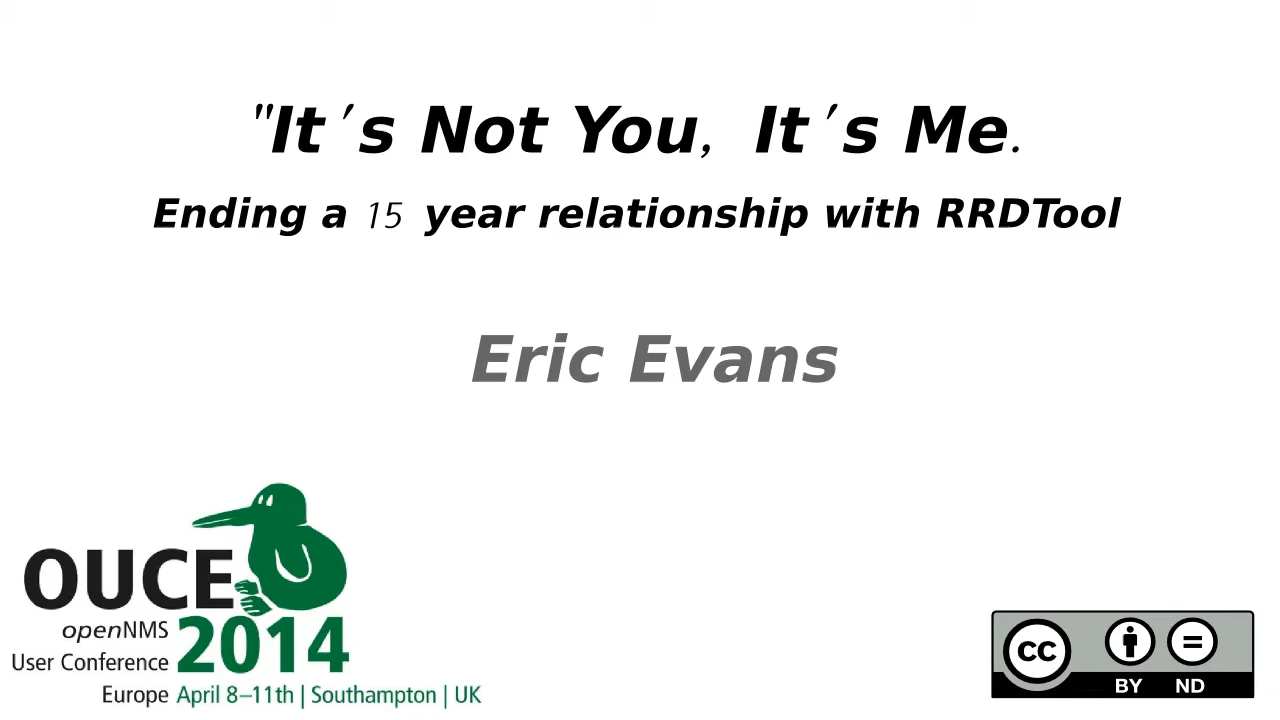 "It's Not You, It's Me.
Ending a 15 year relationship with RRDTool
Eric Evans
OUCE
openNMS 2014
User Conference
Europe April 8–11th | Southampton | UK
cc
BY ND